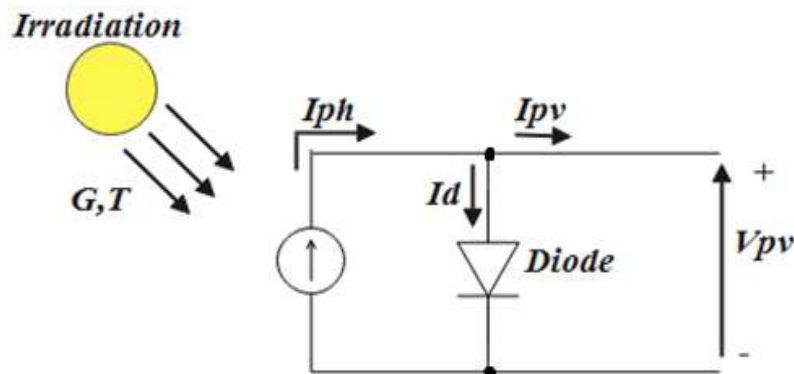 Irradiation
G,T
Iph
Ipv
Id
Diode
+
Vpv
-